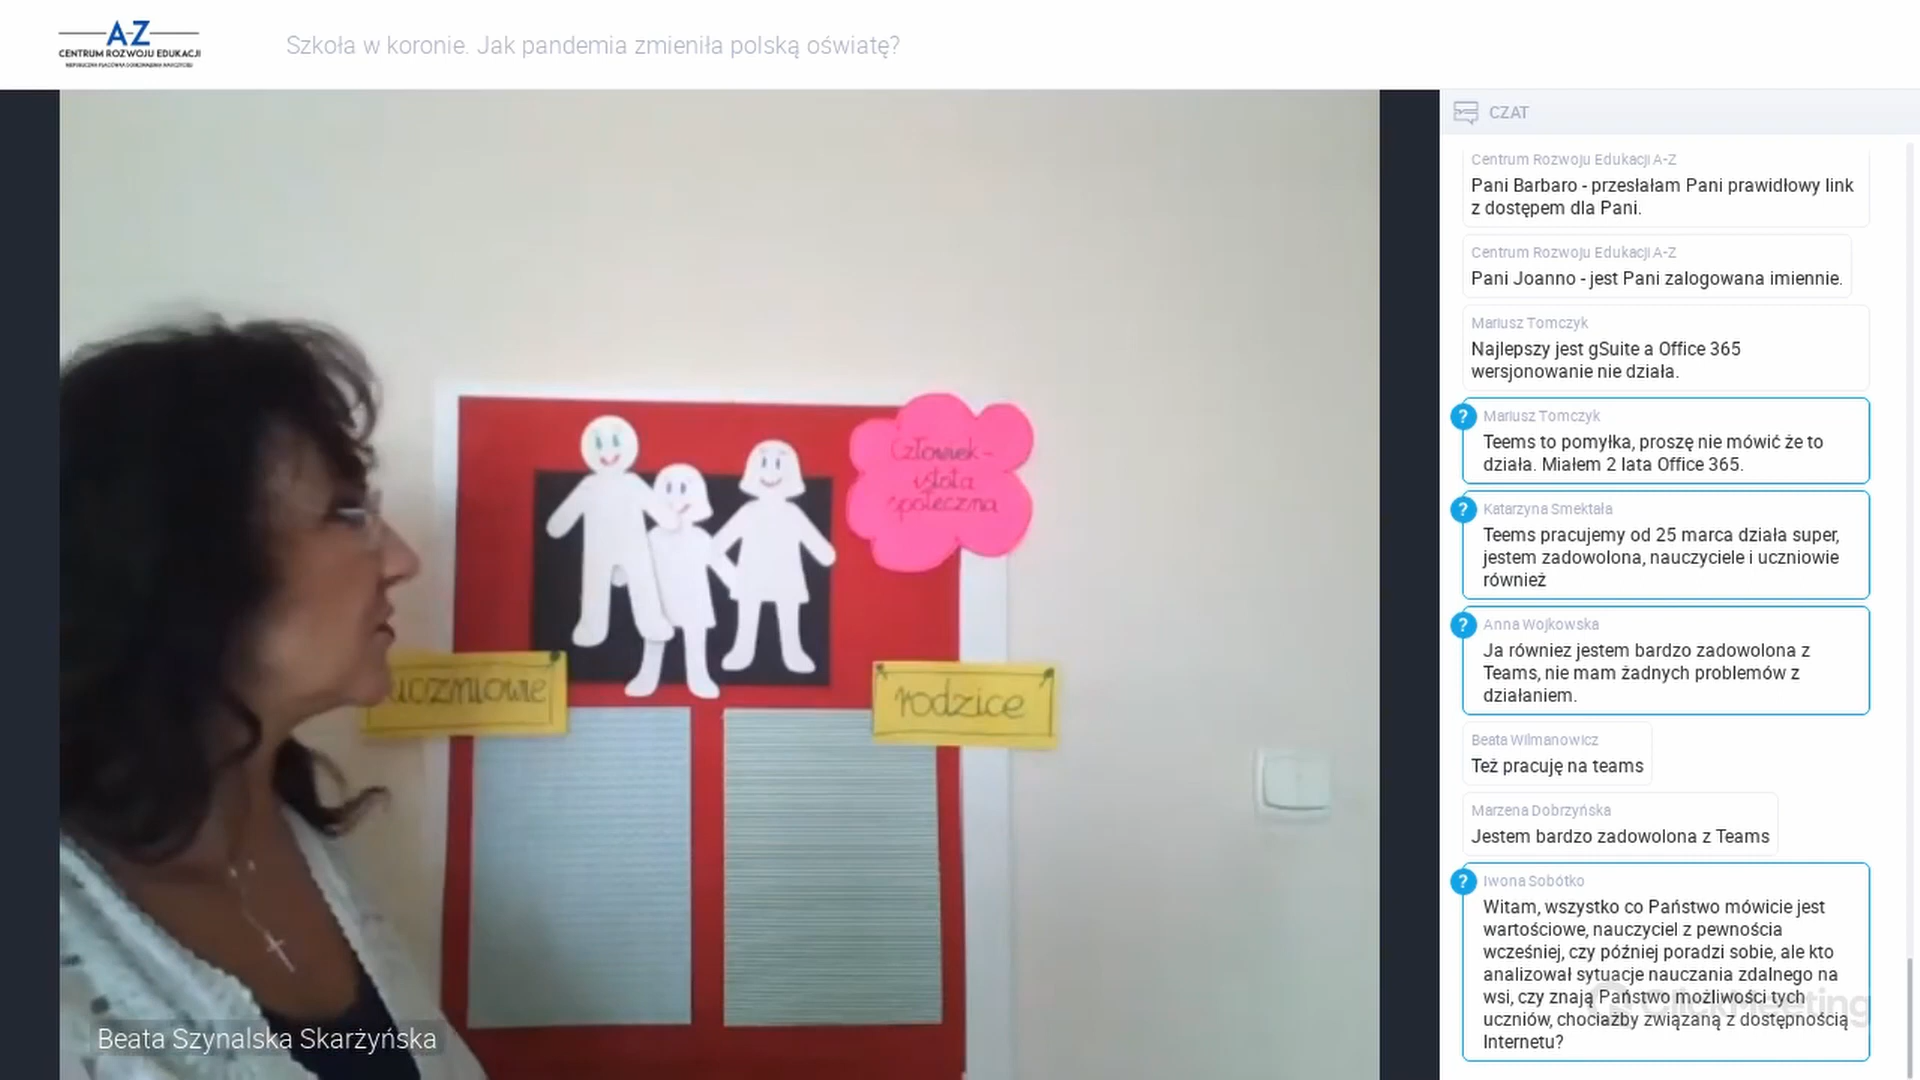 A-Z
CENTRUM ROZWOJU EDUKACJI
NIEPUBLICZNA PLACÓWKA DOSKONALENIA NAUCZYCIELI
Szkoła w koronie. Jak pandemia zmieniła polską oświatę?
Człowiek -
istota
społeczna
uczniowie
rodzice
Beata Szynalska Skarżyńska
CZAT
Centrum Rozwoju Edukacji A-Z
Pani Barbaro - przesłałam Pani prawidłowy link
z dostępem dla Pani.
Centrum Rozwoju Edukacji A-Z
Pani Joanno - jest Pani zalogowana imiennie.
Mariusz Tomczyk
Najlepszy jest gSuite a Office 365
wersjonowanie nie działa.
?
Mariusz Tomczyk
Teems to pomyłka, proszę nie mówić że to
działa. Miałem 2 lata Office 365.
?
Katarzyna Smektała
Teems pracujemy od 25 marca działa super,
jestem zadowolona, nauczyciele i uczniowie
również
?
Anna Wojkowska
Ja równiez jestem bardzo zadowolona z
Teams, nie mam żadnych problemów z
działaniem.
Beata Wilmanowicz
Też pracuję na teams
Marzena Dobrzyńska
Jestem bardzo zadowolona z Teams
?
Iwona Sobótko
Witam, wszystko co Państwo mówicie jest
wartościowe, nauczyciel z pewnościa
wcześniej, czy później poradzi sobie, ale kto
analizował sytuacje nauczania zdalnego na
wsi, czy znają Państwo możliwości tych
uczniów, chociażby związaną z dostępnością
Internetu?
ClickMeeting